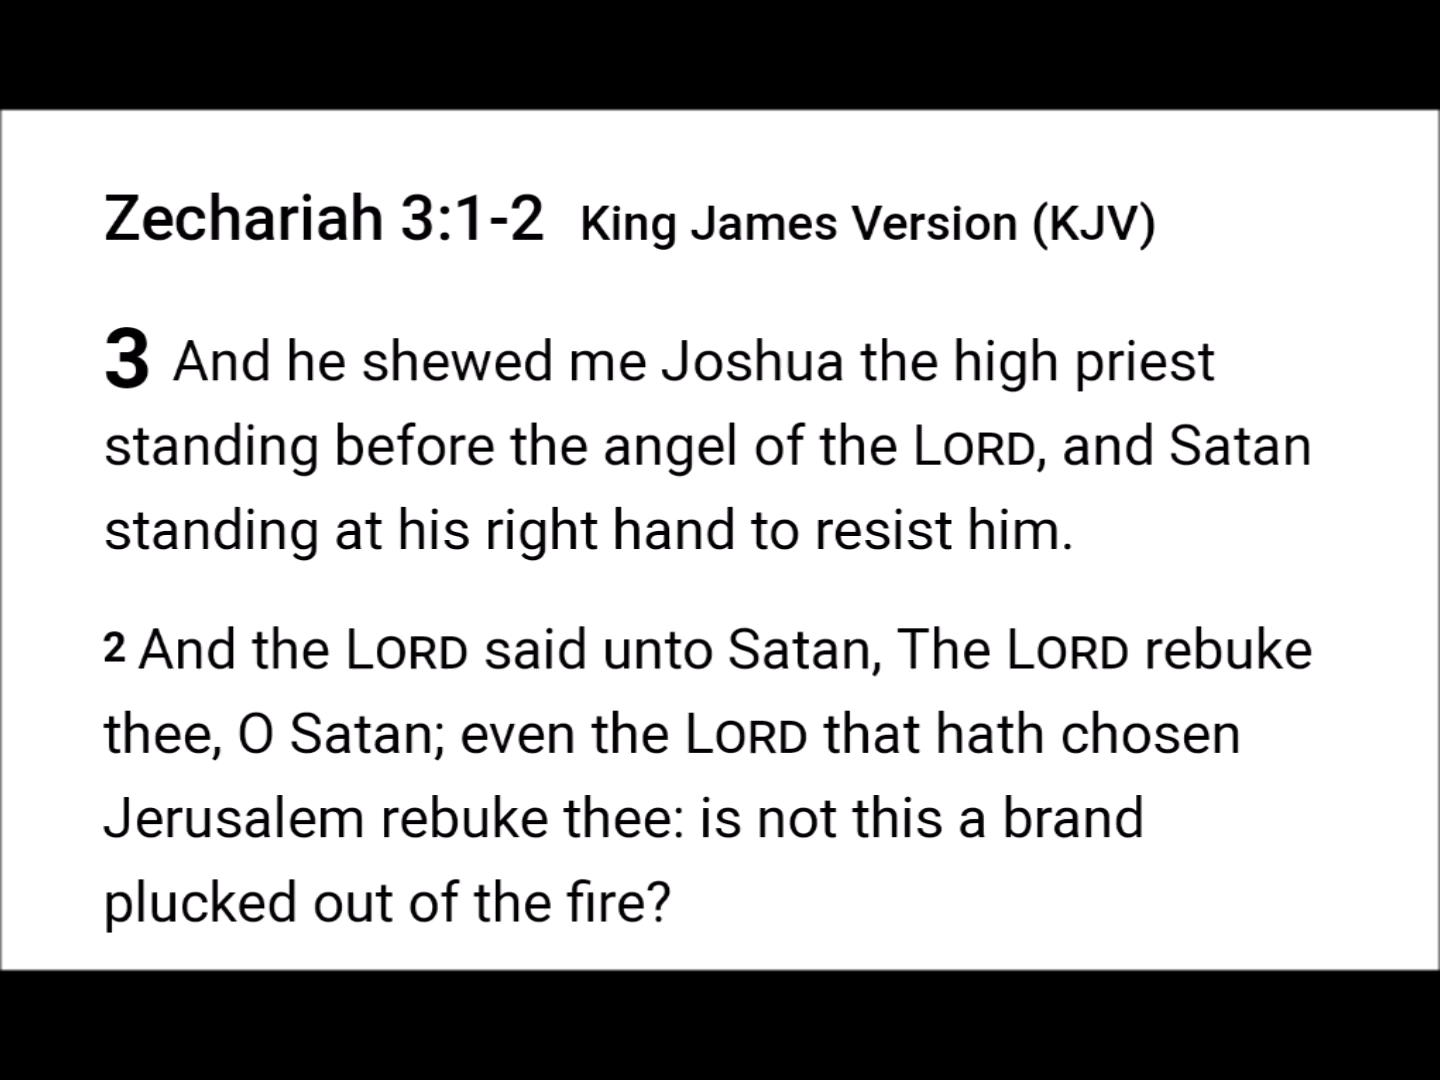 Zechariah 3:1-2 King James Version (KJV)
3 And he shewed me Joshua the high priest
standing before the angel of the LORD, and Satan
standing at his right hand to resist him.
2 And the LORD said unto Satan, The LORD rebuke
thee, O Satan; even the LORD that hath chosen
Jerusalem rebuke thee: is not this a brand
plucked out of the fire?